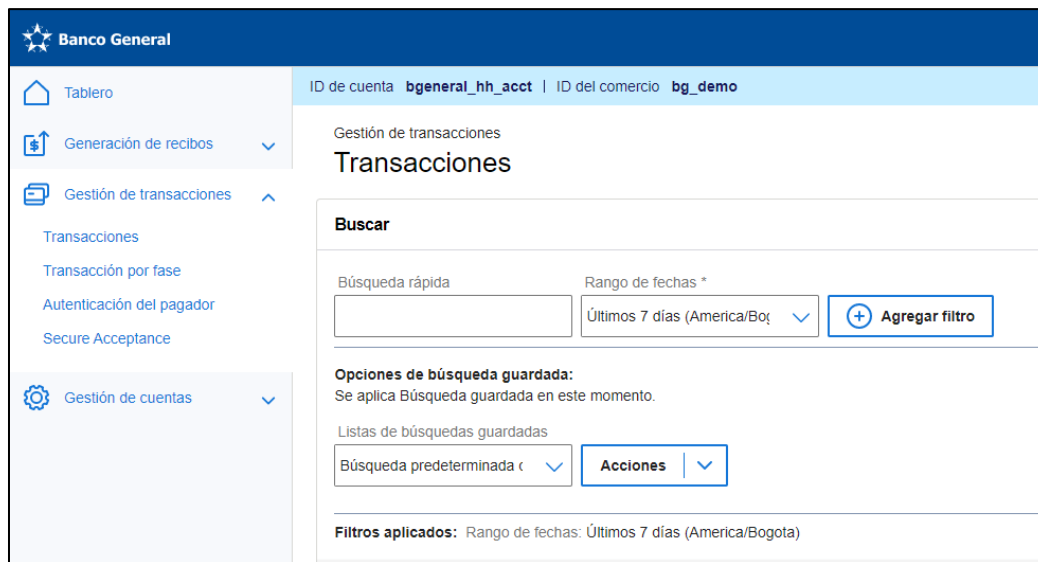 Banco General
Tablero
Generación de recibos
Gestión de transacciones
Transacciones
Transacción por fase
Autenticación del pagador
Secure Acceptance
Gestión de cuentas
ID de cuenta bgeneral_hh_acct | ID del comercio bg_demo
Gestión de transacciones
Transacciones
Buscar
Búsqueda rápida Rango de fechas *
Últimos 7 días (America/Bog Agregar filtro
Opciones de búsqueda guardada:
Se aplica Búsqueda guardada en este momento.
Listas de búsquedas guardadas
Búsqueda predeterminada c Acciones
Filtros aplicados: Rango de fechas: Últimos 7 días (America/Bogota)